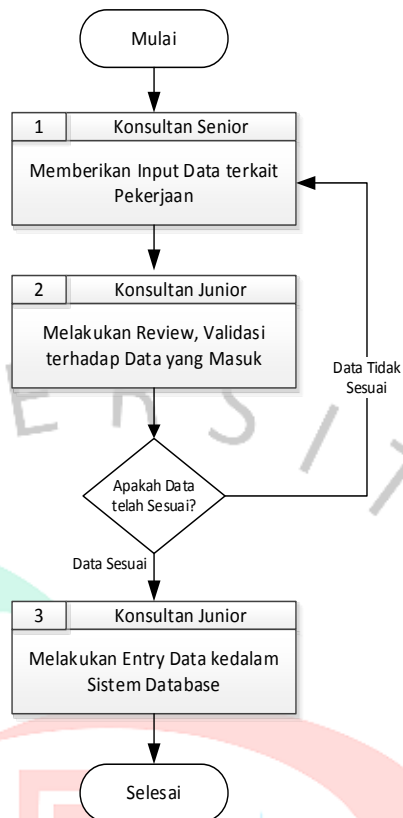 Mulai
1 Konsultan Senior
Memberikan Input Data terkait
Pekerjaan
2 Konsultan Junior
Melakukan Review, Validasi
terhadap Data yang Masuk
Data Tidak
Sesuai
Apakah Data
telah Sesuai?
Data Sesuai
3 Konsultan Junior
Melakukan Entry Data kedalam
Sistem Database
Selesai